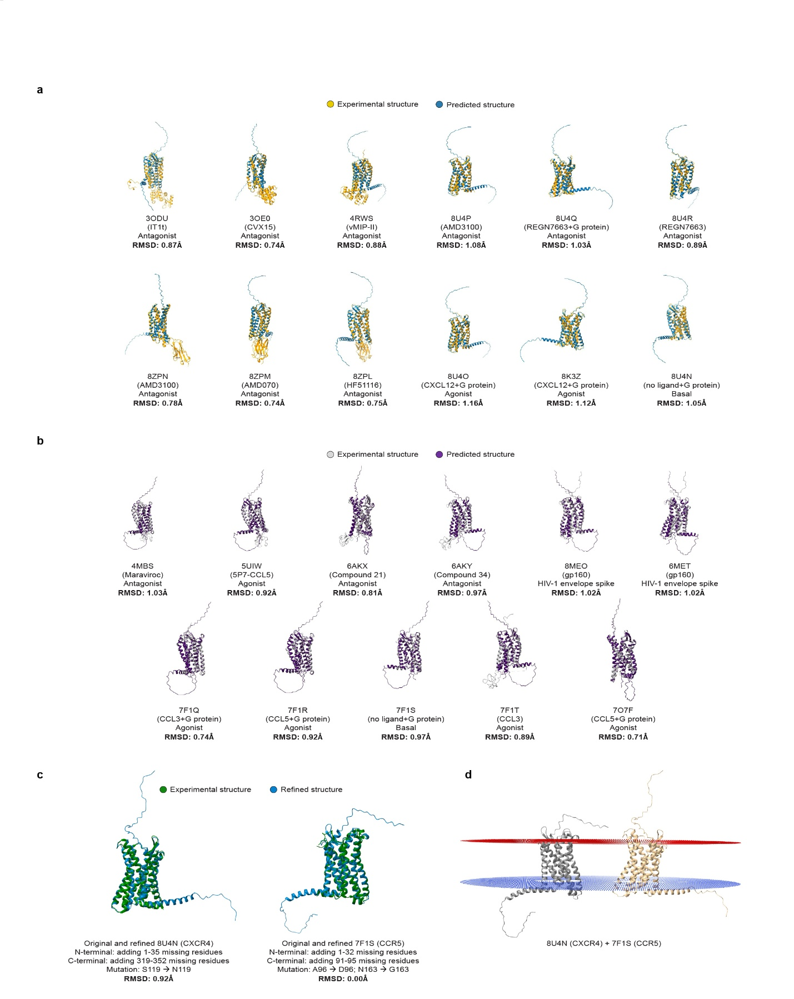 a
Experimental structure Predicted structure
3ODU
(IT1t)
Antagonist
RMSD: 0.87Å
3OE0
(CVX15)
Antagonist
RMSD: 0.74Å
4RWS
(vMIP-II)
Antagonist
RMSD: 0.88Å
8U4P
(AMD3100)
Antagonist
RMSD: 1.08Å
8U4Q
(REGN7663+G protein)
Antagonist
RMSD: 1.03Å
8U4R
(REGN7663)
Antagonist
RMSD: 0.89Å
8ZPN
(AMD3100)
Antagonist
RMSD: 0.78Å
8ZPM
(AMD070)
Antagonist
RMSD: 0.74Å
8ZPL
(HF51116)
Antagonist
RMSD: 0.75Å
8U4O
(CXCL12+G protein)
Agonist
RMSD: 1.16Å
8K3Z
(CXCL12+G protein)
Agonist
RMSD: 1.12Å
8U4N
(no ligand+G protein)
Basal
RMSD: 1.05Å
b
Experimental structure Predicted structure
4MBS
(Maraviroc)
Antagonist
RMSD: 1.03Å
5UIW
(5P7-CCL5)
Agonist
RMSD: 0.92Å
6AKX
(Compound 21)
Antagonist
RMSD: 0.81Å
6AKY
(Compound 34)
Antagonist
RMSD: 0.97Å
8MEO
(gp160)
HIV-1 envelope spike
RMSD: 1.02Å
6MET
(gp160)
HIV-1 envelope spike
RMSD: 1.02Å
7F1Q
(CCL3+G protein)
Agonist
RMSD: 0.74Å
7F1R
(CCL5+G protein)
Agonist
RMSD: 0.92Å
7F1S
(no ligand+G protein)
Basal
RMSD: 0.97Å
7F1T
(CCL3)
Agonist
RMSD: 0.89Å
7O7F
(CCL5+G protein)
Agonist
RMSD: 0.71Å
c
Experimental structure Refined structure
Original and refined 8U4N (CXCR4)
N-terminal: adding 1-35 missing residues
C-terminal: adding 319-352 missing residues
Mutation: S119 → N119
RMSD: 0.92Å
Original and refined 7F1S (CCR5)
N-terminal: adding 1-32 missing residues
C-terminal: adding 91-95 missing residues
Mutation: A96 → D96; N163 → G163
RMSD: 0.00Å
d
8U4N (CXCR4) + 7F1S (CCR5)